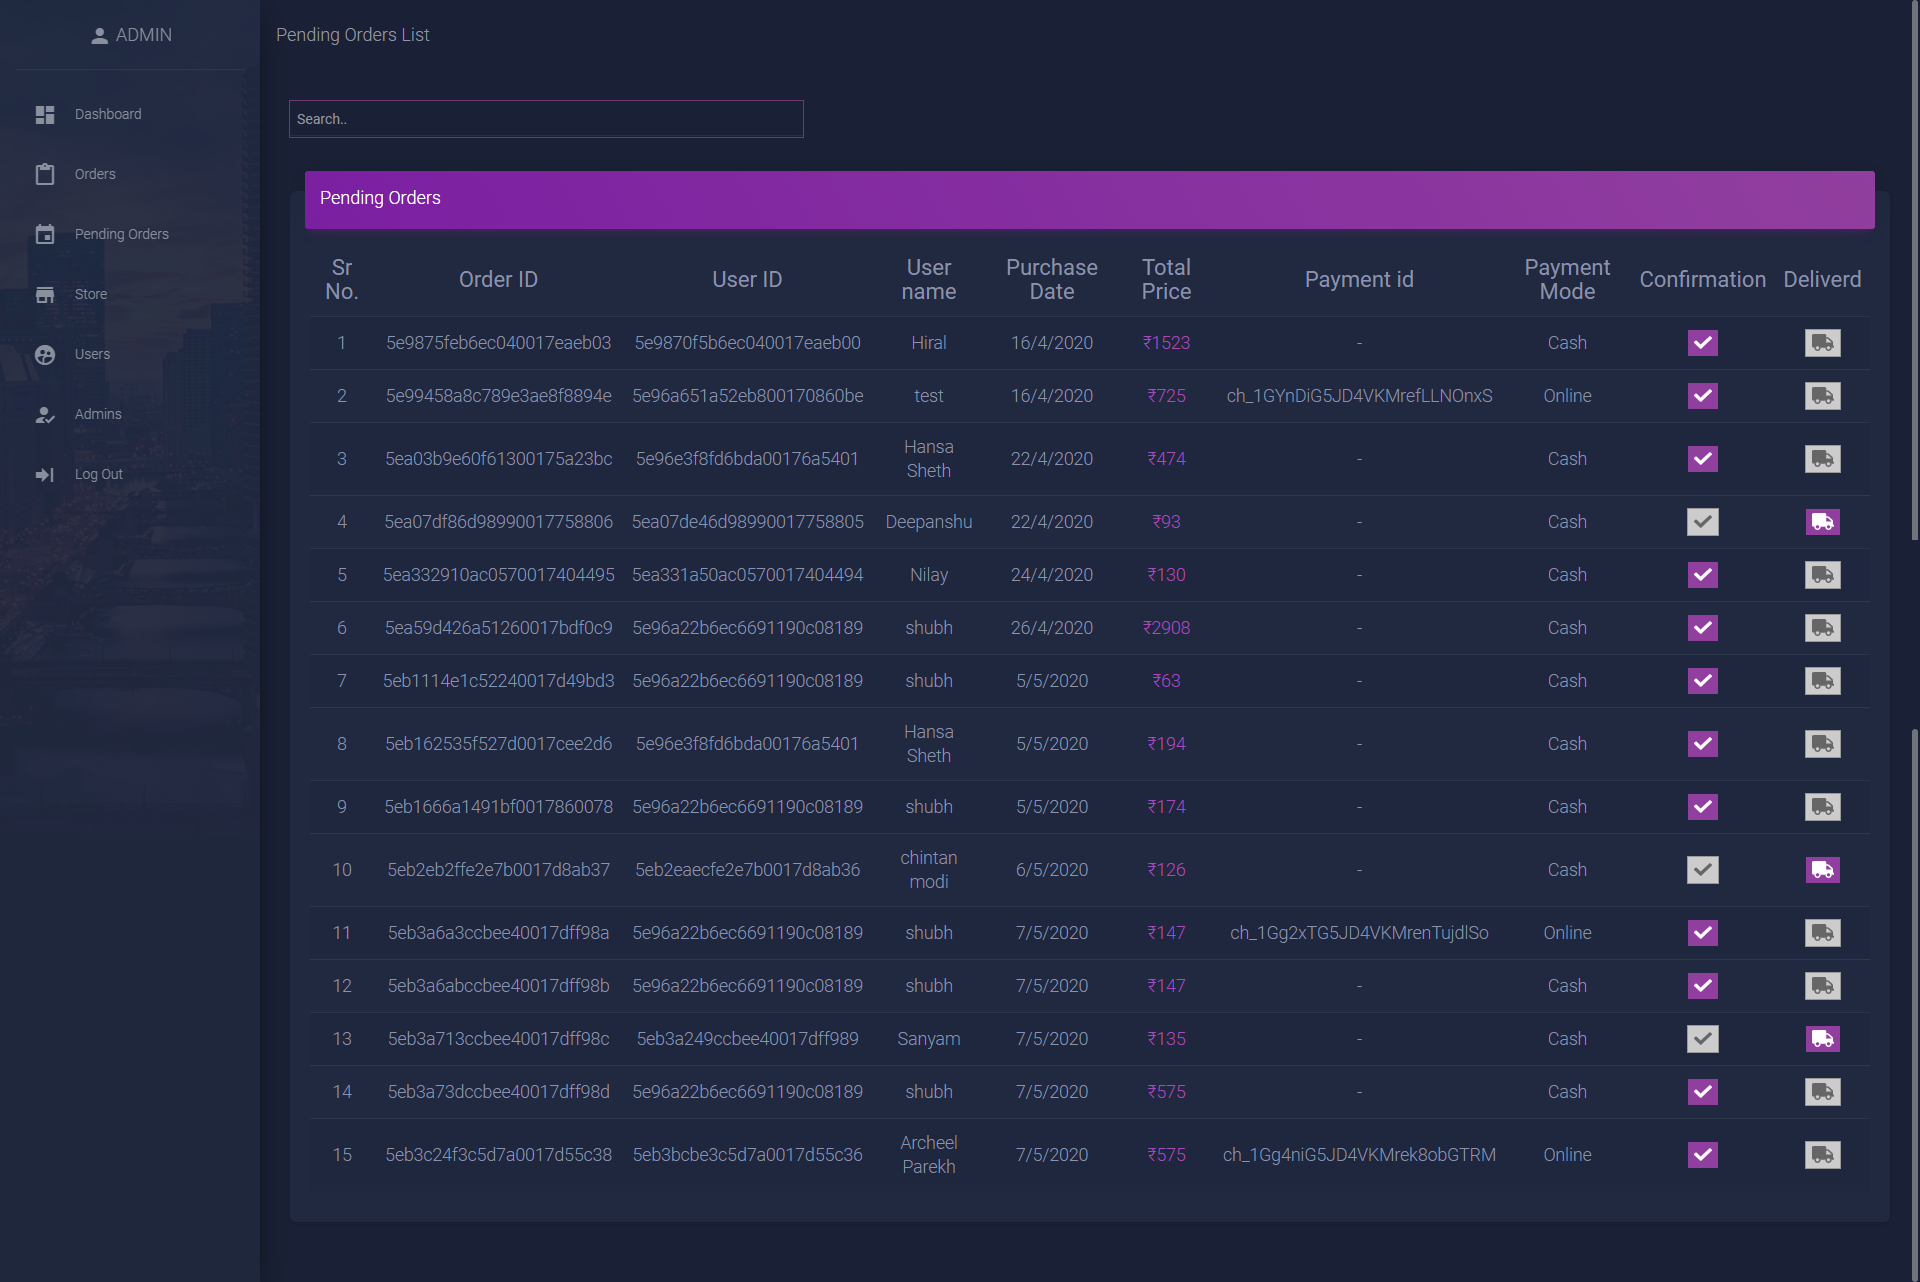 ADMIN
Dashboard
Orders
Pending Orders
Store
Users
Admins
Log Out
Pending Orders List
Search..
Pending Orders
Sr No. Order ID User ID User name Purchase Date Total Price Payment id Payment Mode Confirmation Deliverd
1 5e9875feb6ec040017eaeb03 5e9870f5b6ec040017eaeb00 Hiral 16/4/2020 ₹1523 - Cash
2 5e99458a8c789e3ae8f8894e 5e96a651a52eb800170860be test 16/4/2020 ₹725 ch_1GYnDiG5JD4VKMrefLLNOnxS Online
3 5ea03b9e60f61300175a23bc 5e96e3f8fd6bda00176a5401 Hansa Sheth 22/4/2020 ₹474 - Cash
4 5ea07df86d98990017758806 5ea07de46d98990017758805 Deepanshu 22/4/2020 ₹93 - Cash
5 5ea332910ac0570017404495 5ea331a50ac0570017404494 Nilay 24/4/2020 ₹130 - Cash
6 5ea59d426a51260017bdf0c9 5e96a22b6ec6691190c08189 shubh 26/4/2020 ₹2908 - Cash
7 5eb1114e1c52240017d49bd3 5e96a22b6ec6691190c08189 shubh 5/5/2020 ₹63 - Cash
8 5eb162535f527d0017cee2d6 5e96e3f8fd6bda00176a5401 Hansa Sheth 5/5/2020 ₹194 - Cash
9 5eb1666a1491bf0017860078 5e96a22b6ec6691190c08189 shubh 5/5/2020 ₹174 - Cash
10 5eb2eb2ffe2e7b0017d8ab37 5eb2eaecfe2e7b0017d8ab36 chintan modi 6/5/2020 ₹126 - Cash
11 5eb3a6a3ccbee40017dff98a 5e96a22b6ec6691190c08189 shubh 7/5/2020 ₹147 ch_1Gg2xTG5JD4VKMrenTujdlSo Online
12 5eb3a6abccbee40017dff98b 5e96a22b6ec6691190c08189 shubh 7/5/2020 ₹147 - Cash
13 5eb3a713ccbee40017dff98c 5eb3a249ccbee40017dff989 Sanyam 7/5/2020 ₹135 - Cash
14 5eb3a73dccbee40017dff98d 5e96a22b6ec6691190c08189 shubh 7/5/2020 ₹575 - Cash
15 5eb3c24f3c5d7a0017d55c38 5eb3bcbe3c5d7a0017d55c36 Archeel Parekh 7/5/2020 ₹575 ch_1Gg4niG5JD4VKMrek8obGTRM Online